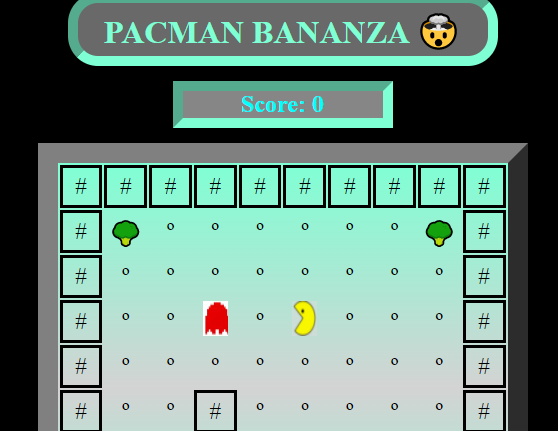 PACMAN BANANZA 🤯
Score: 0
# # # # # # # # # #
# 🥦 o o o o o o 🥦 #
# o o o o o o o o #
# o o o o o o #
# o o o o o o o o #
# o o # o o o o o #